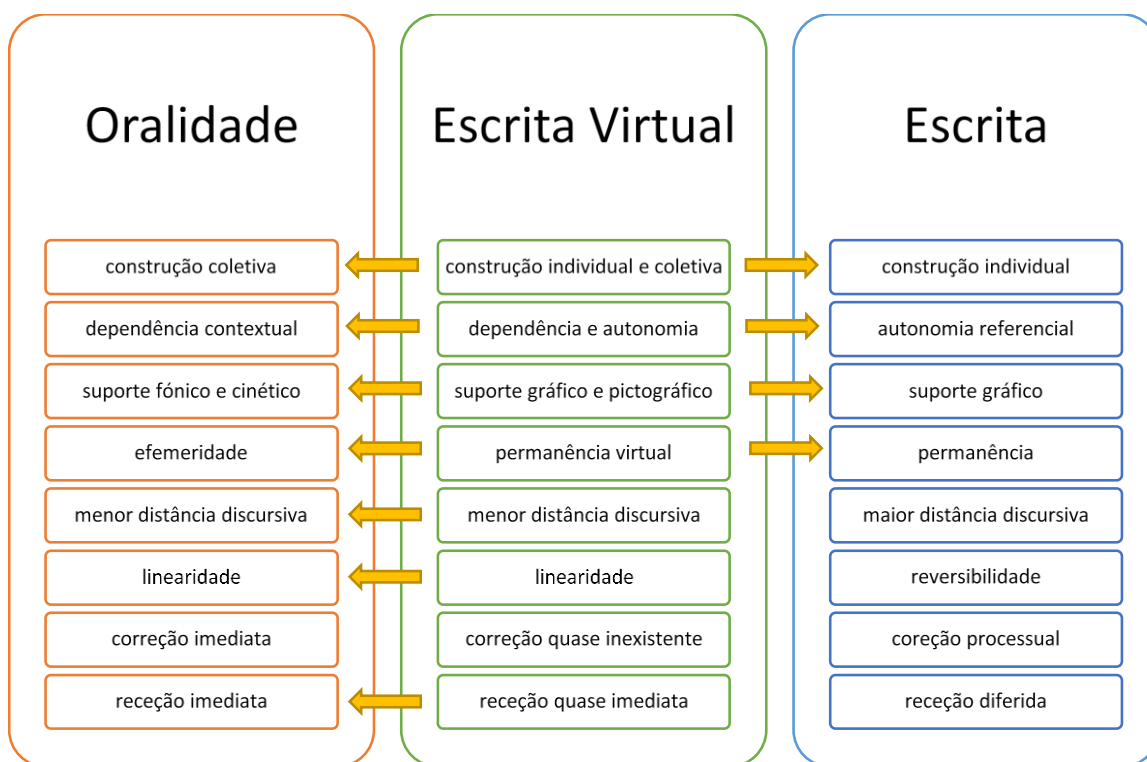 Oralidade
Escrita Virtual
Escrita
construção coletiva
construção individual e coletiva
construção individual
dependência contextual
dependência e autonomia
autonomia referencial
suporte fónico e cinético
suporte gráfico e pictográfico
suporte gráfico
efemeridade
permanência virtual
permanência
menor distância discursiva
menor distância discursiva
maior distância discursiva
linearidade
linearidade
reversibilidade
correção imediata
correção quase inexistente
coreção processual
receção imediata
receção quase imediata
receção diferida